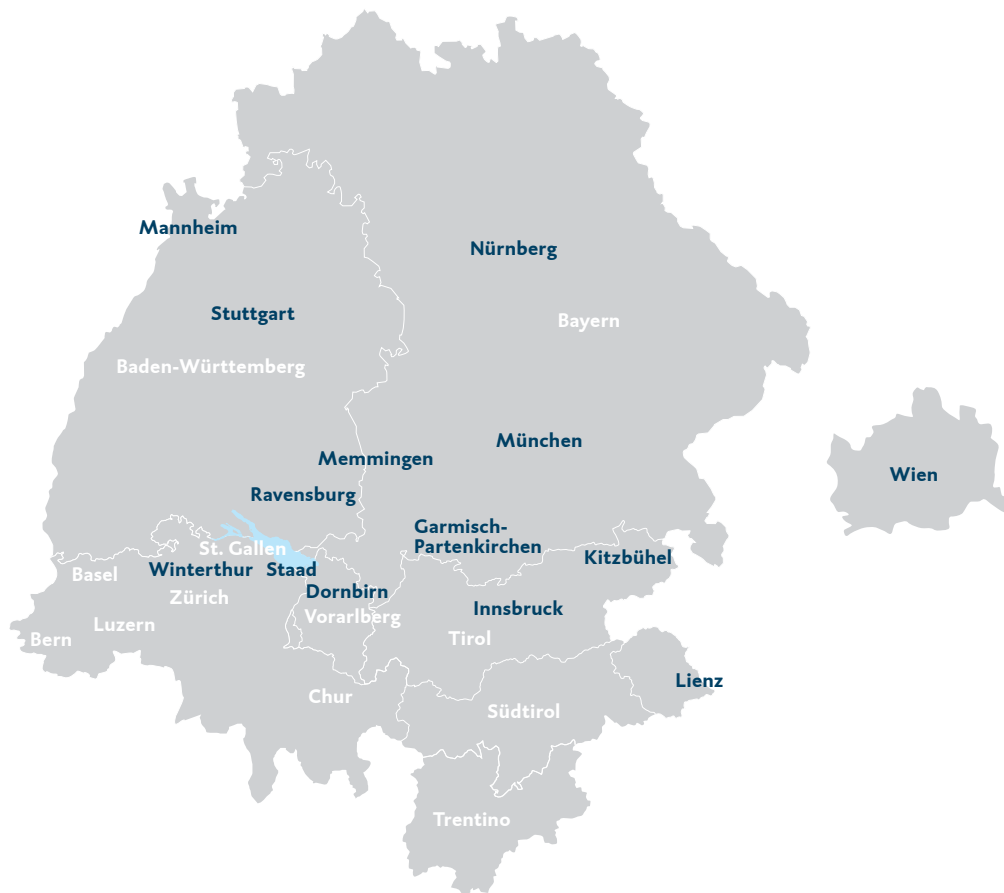 Mannheim
Nürnberg
Stuttgart
Bayern
Baden-Württemberg
München
Memmingen
Wien
Ravensburg
Garmisch-
Partenkirchen
St. Gallen
Kitzbühel
Basel
Winterthur
Staad
Dornbirn
Zürich
Innsbruck
Vorarlberg
Luzern
Bern
Tirol
Lienz
Chur
Südtirol
Trentino